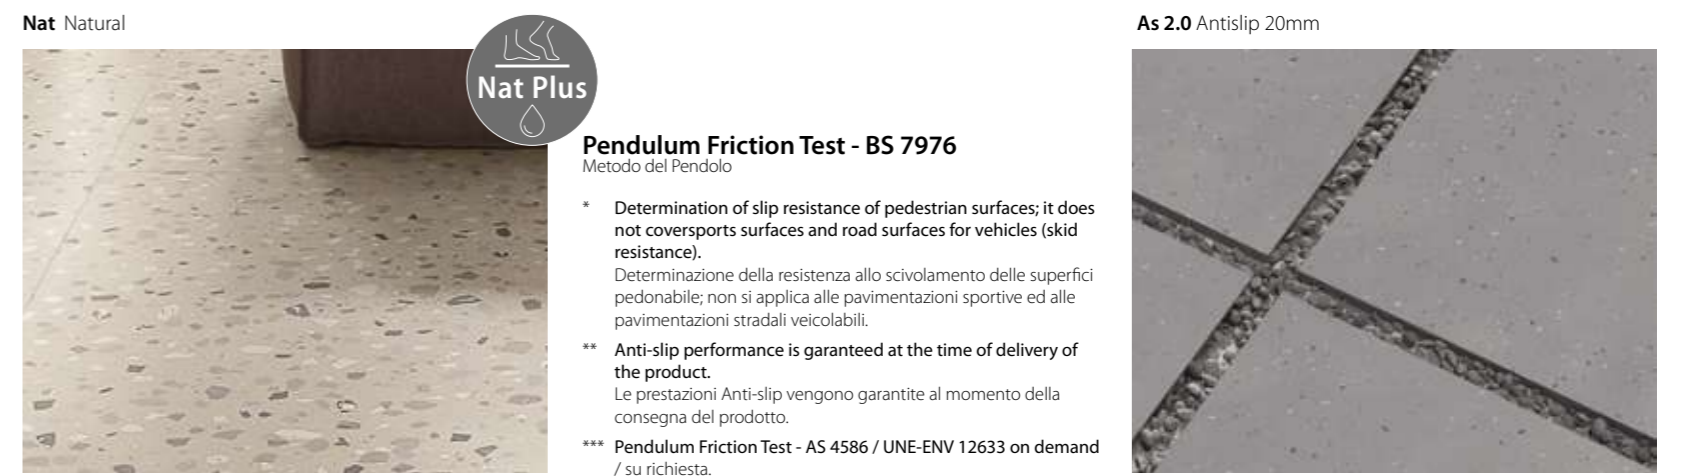 Nat Natural
Nat Plus
Pendulum Friction Test - BS 7976
Metodo del Pendolo
* Determination of slip resistance of pedestrian surfaces; it does
not coversports surfaces and road surfaces for vehicles (skid
resistance).
Determinazione della resistenza allo scivolamento delle superfici
pedonabile; non si applica alle pavimentazioni sportive ed alle
pavimentazioni stradali veicolabili.
** Anti-slip performance is garanteed at the time of delivery of
the product.
Le prestazioni Anti-slip vengono garantite al momento della
consegna del prodotto.
*** Pendulum Friction Test - AS 4586 / UNE-ENV 12633 on demand
/ su richiesta.
As 2.0 Antislip 20mm